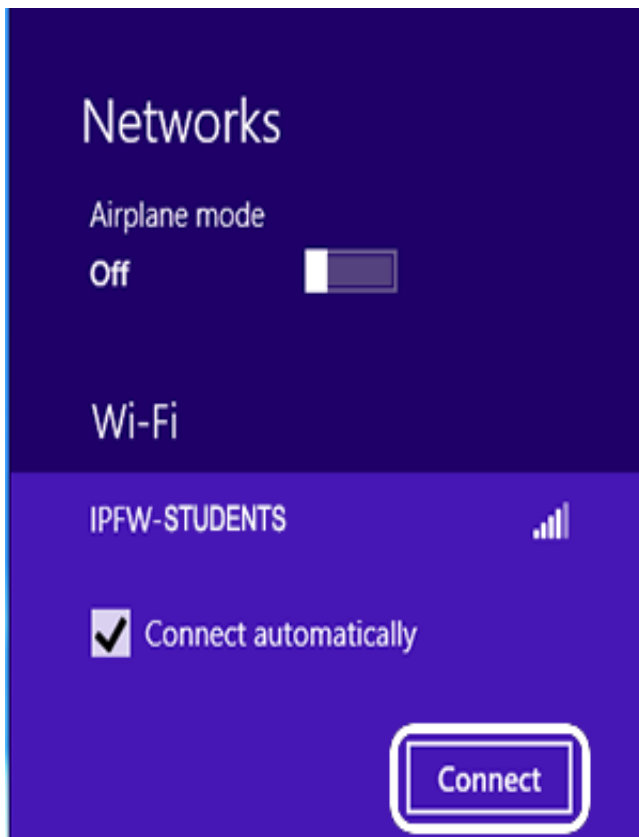 Networks
Airplane mode
Off
Wi-Fi
IPFW-STUDENTS
Connect automatically
Connect